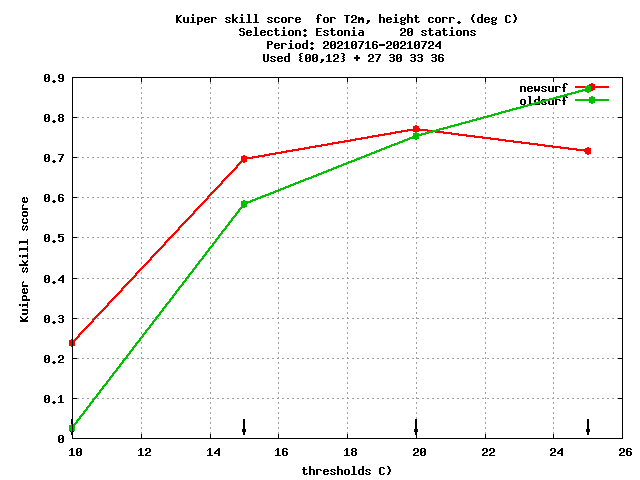 Kuiper skill score  for T2m, height corr. (deg C)
Selection: Estonia     20 stations
Period: 20210716-20210724
Used {00,12} + 27 30 33 36
newsurf
oldsurf
0.9
0.8
0.7
0.6
0.5
0.4
0.3
0.2
0.1
0
Kuiper skill score
10 12 14 16 18 20 22 24 26
thresholds C)